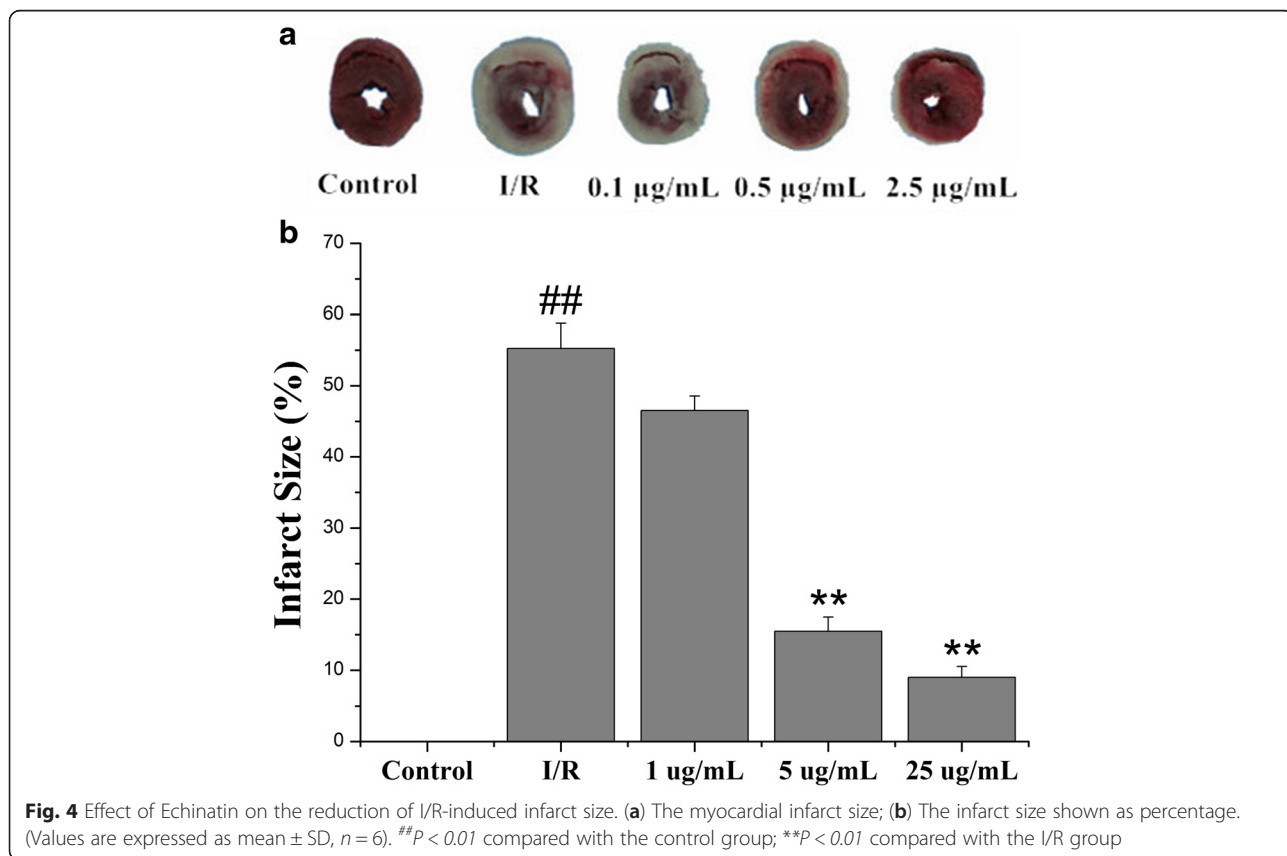 a
Control I/R 0.1 µg/mL 0.5 µg/mL 2.5 µg/mL
b
70
60
50
40
30
20
10
0
Infarct Size (%)
##
**
**
Control I/R 1 ug/mL 5 ug/mL 25 ug/mL
Fig. 4 Effect of Echinatin on the reduction of I/R-induced infarct size. (a) The myocardial infarct size; (b) The infarct size shown as percentage.
(Values are expressed as mean ± SD, n = 6). ##P < 0.01 compared with the control group; **P < 0.01 compared with the I/R group